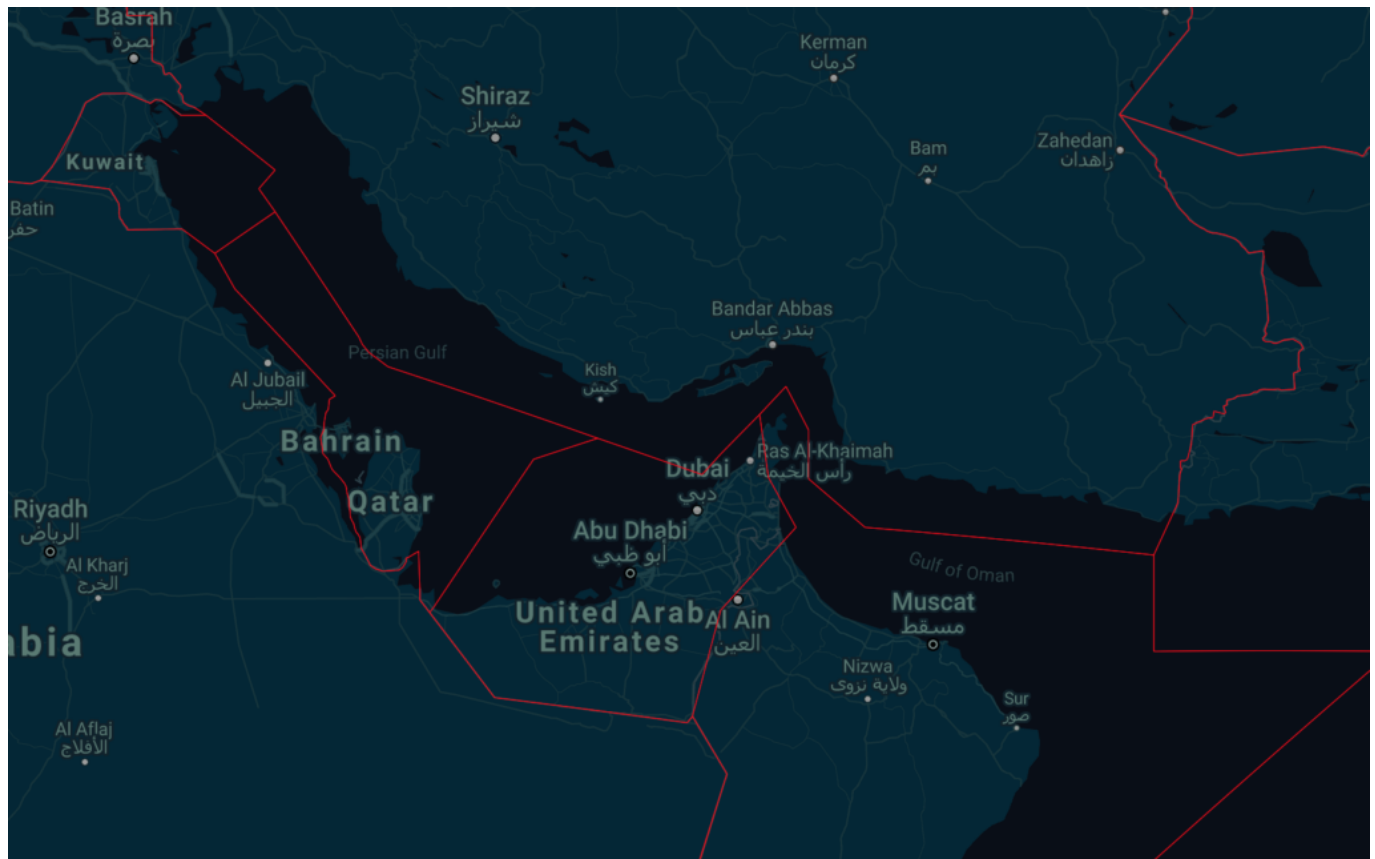 Basrah
بصرة
Kerman
كرمان
Shiraz
شيراز
Zahedan
زاهدان
Bam
بم
Kuwait
Batin
حفر
Bandar Abbas
بندر عباس
Persian Gulf
Kish
كيش
Al Jubail
الجبيل
Bahrain
Ras Al-Khaimah
رأس الخيمة
Dubai
دبي
Qatar
Riyadh
الرياض
Abu Dhabi
أبو ظبي
Al Kharj
الخرج
Gulf of Oman
Muscat
مسقط
United Arab
Emirates
Al Ain
العين
abia
Nizwa
ولاية نزوى
Sur
صور
Al Aflaj
الأفلاج